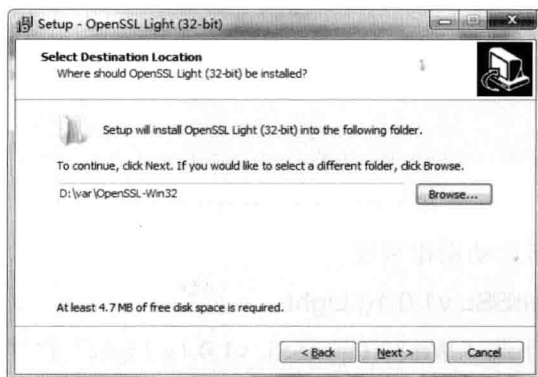 Setup - OpenSSL Light (32-bit)
Select Destination Location
Where should OpenSSL Light (32-bit) be installed?
Setup will install OpenSSL Light (32-bit) into the following folder.
To continue, click Next. If you would like to select a different folder, click Browse.
D:\var\OpenSSL-Win32
Browse...
At least 4.7 MB of free disk space is required.
< Back
Next >
Cancel